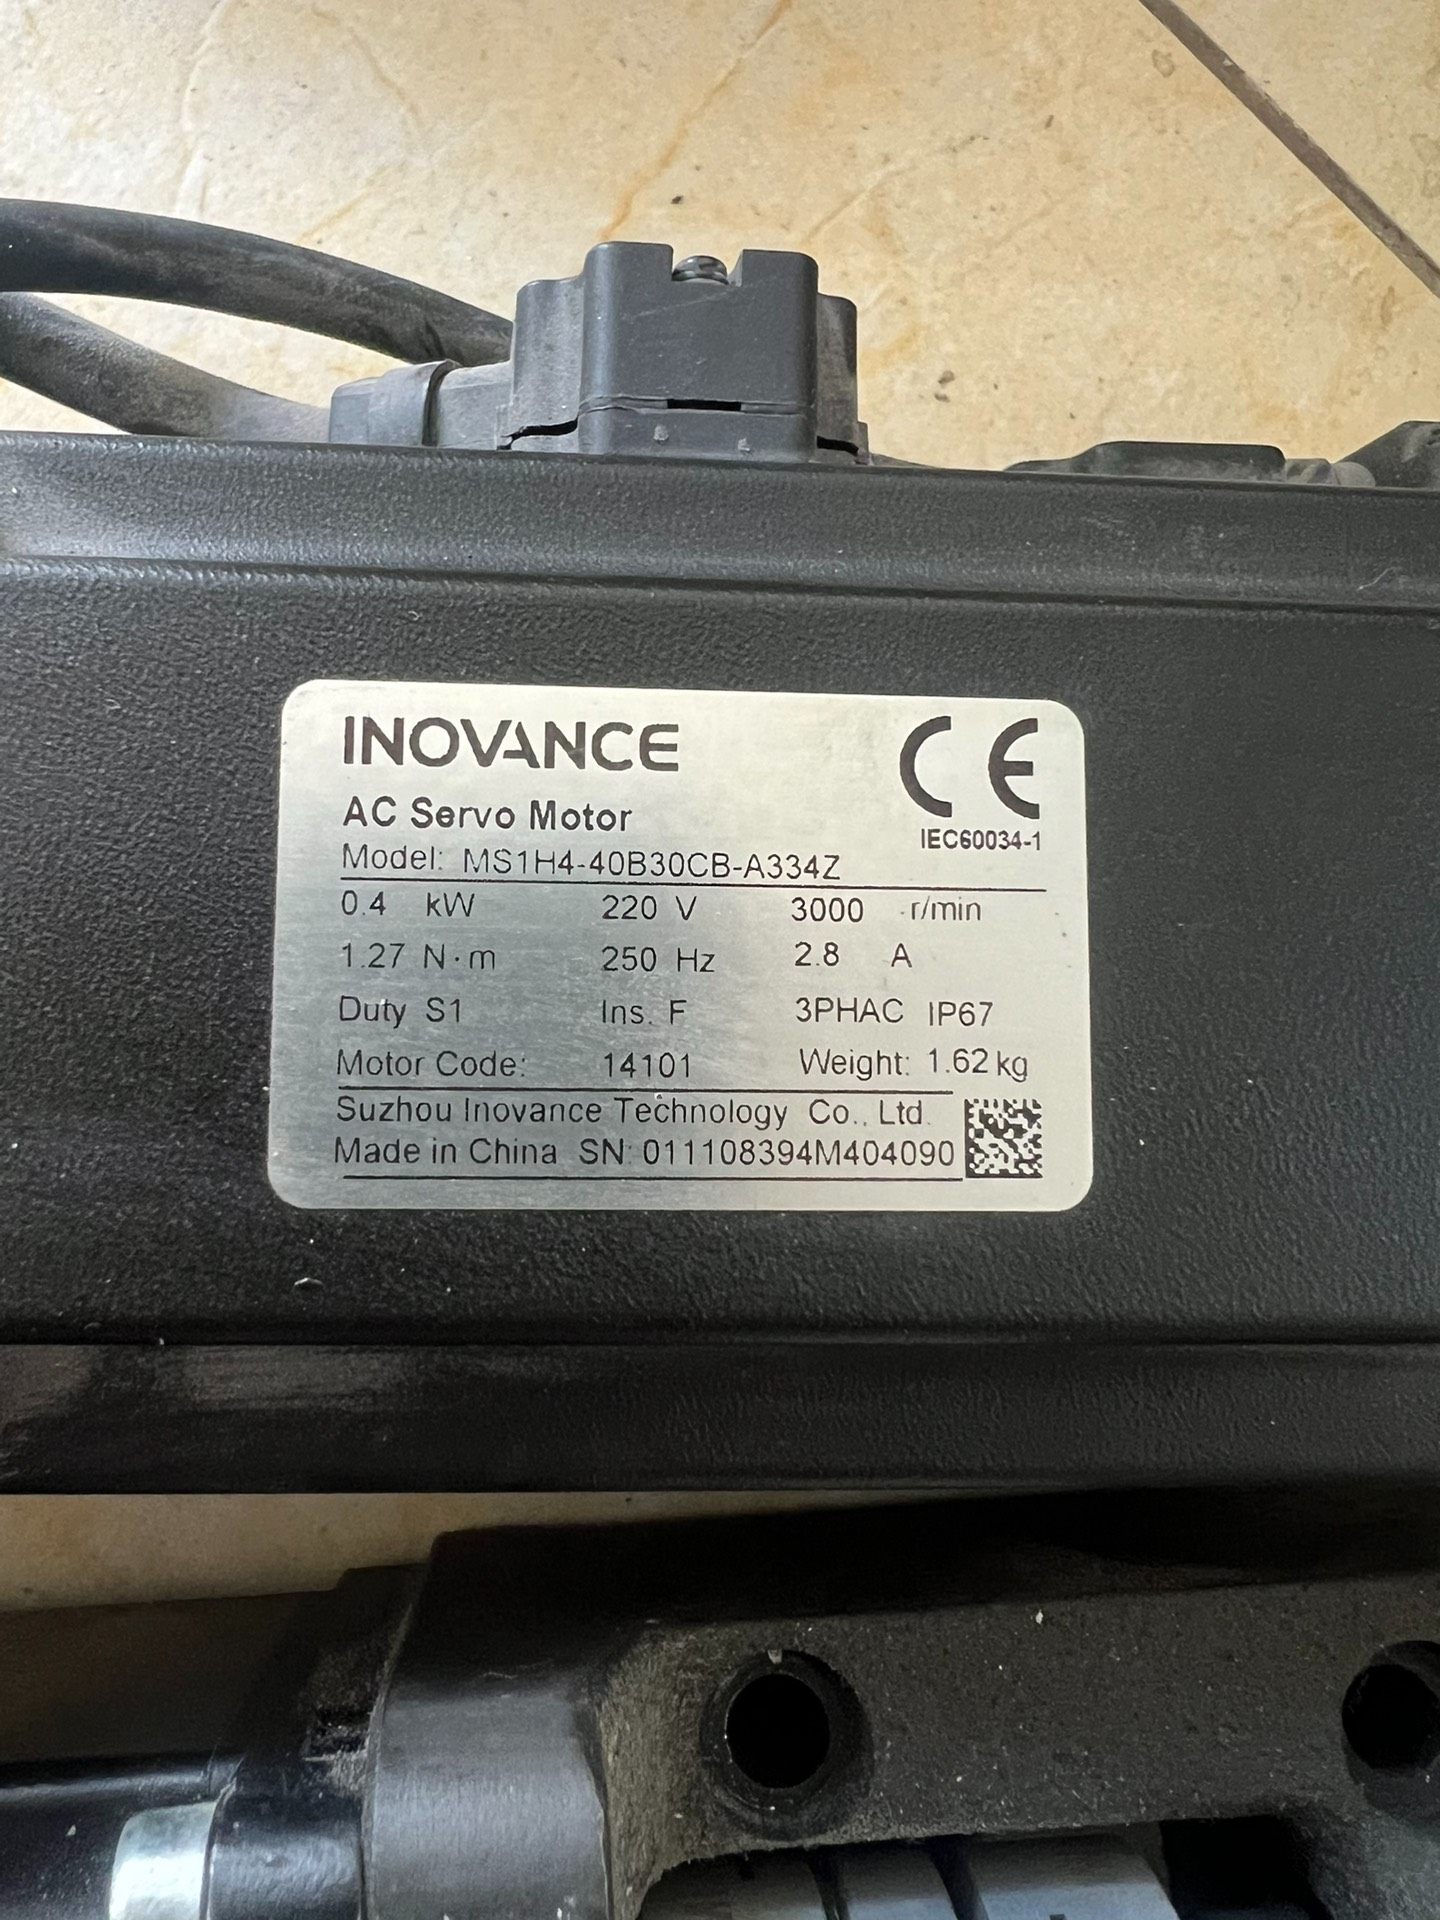 INOVANCE
CE
AC Servo Motor
IEC60034-1
Model: MS1H4-40B30CB-A334Z
0.4 kW 220 V 3000 r/min
1.27 N·m 250 Hz 2.8 A
Duty S1 Ins. F 3PHAC IP67
Motor Code: 14101 Weight: 1.62 kg
Suzhou Inovance Technology Co., Ltd.
Made in China SN: 011108394M404090